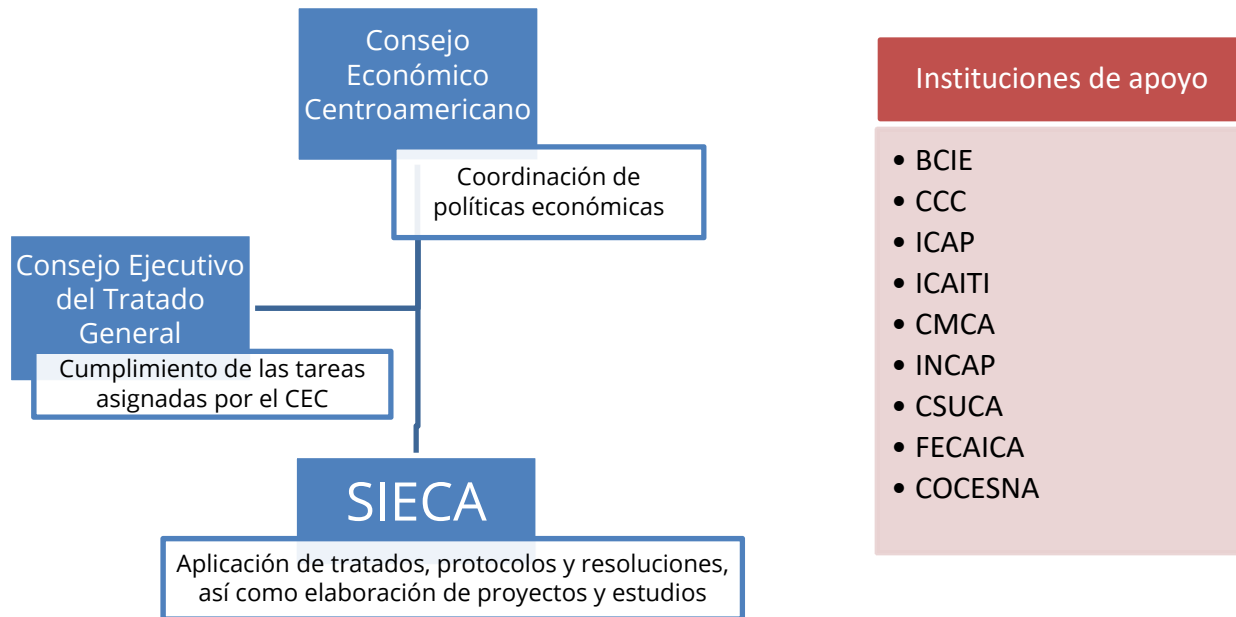 Consejo
Económico
Centroamericano
Coordinación de
políticas económicas
Consejo Ejecutivo
del Tratado
General
Cumplimiento de las tareas
asignadas por el CEC
SIECA
Aplicación de tratados, protocolos y resoluciones,
así como elaboración de proyectos y estudios
Instituciones de apoyo
• BCIE
• CCC
• ICAP
• ICAITI
• CMCA
• INCAP
• CSUCA
• FECAICA
• COCESNA